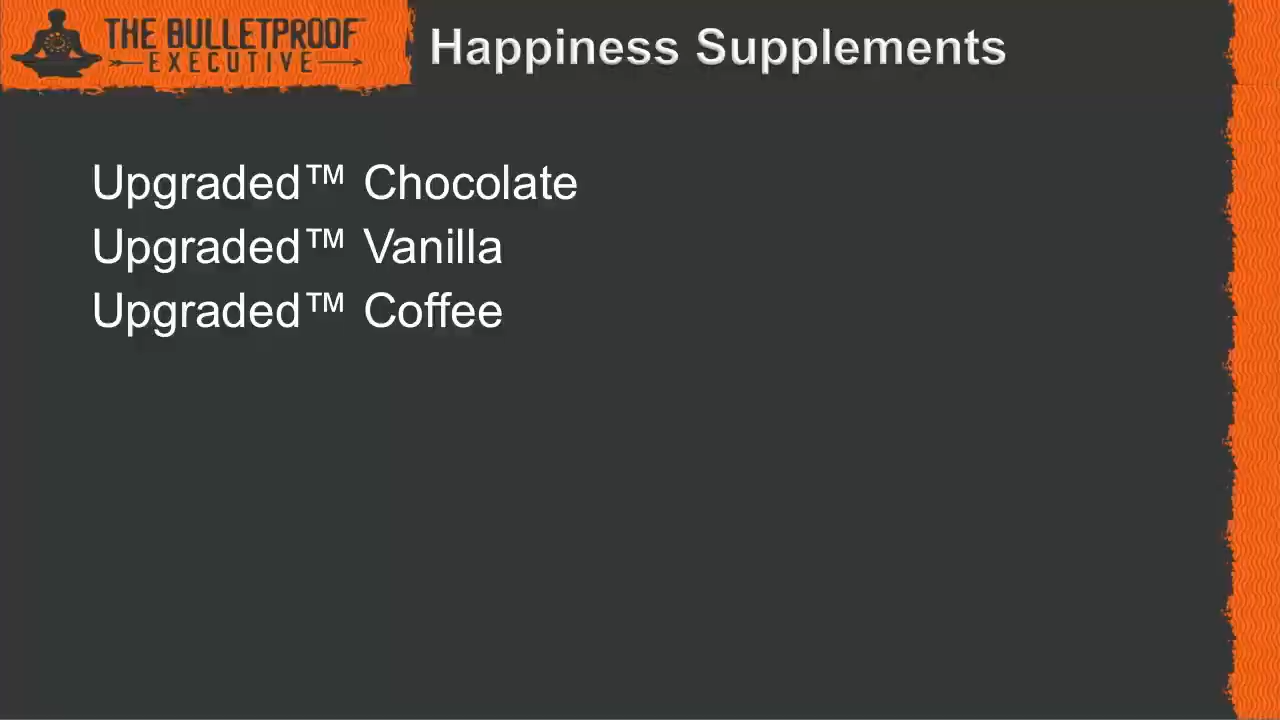 THE BULLETPROOF
EXECUTIVE
Happiness Supplements
Upgraded™ Chocolate
Upgraded™ Vanilla
Upgraded™ Coffee